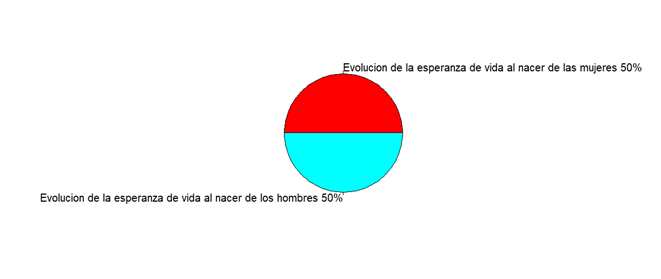 Evolucion de la esperanza de vida al nacer de las mujeres 50%
Evolucion de la esperanza de vida al nacer de los hombres 50%